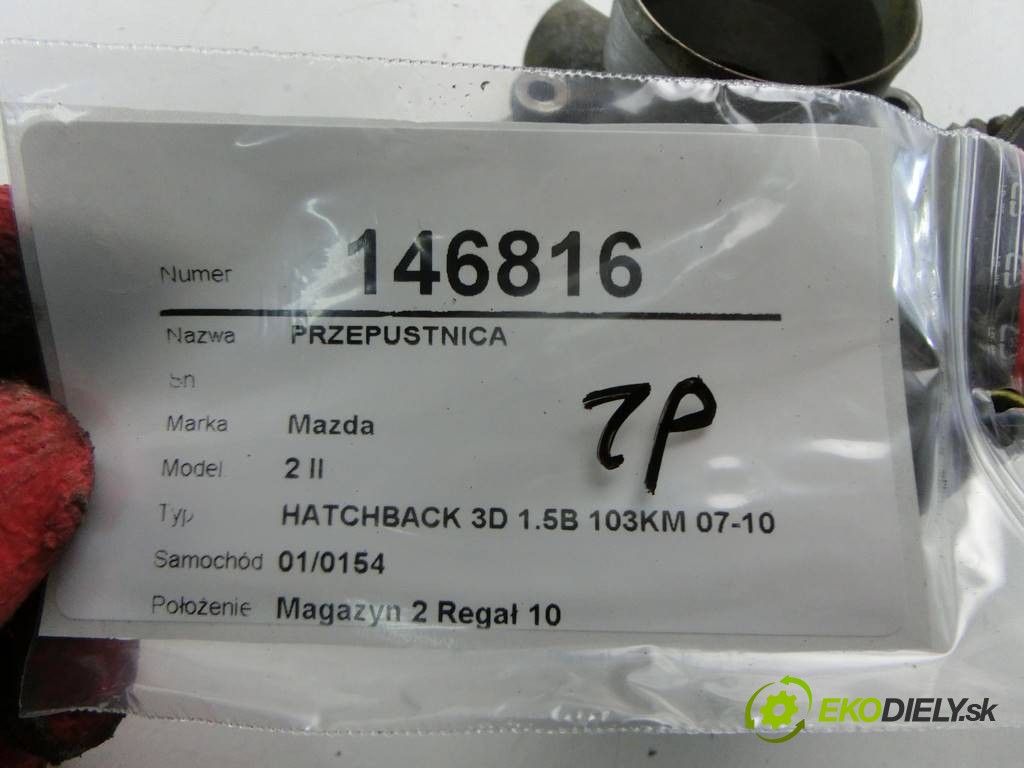 Numer 146816
Nazwa PRZEPUSTNICA
Sn
Marka Mazda
Model 2 II
Typ HATCHBACK 3D 1.5B 103KM 07-10
Samochód 01/0154
Położenie Magazyn 2 Regał 10
EKODIELY.sk